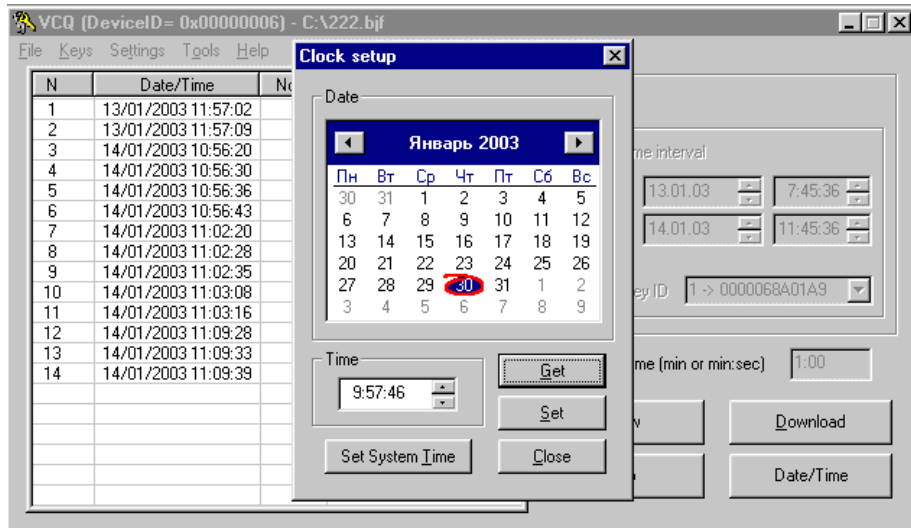 VCQ (DeviceID= 0x00000006) - C:\222.bjf
File Keys Settings Tools Help
N Date/Time
1 13/01/2003 11:57:02
2 13/01/2003 11:57:09
3 14/01/2003 10:56:20
4 14/01/2003 10:56:30
5 14/01/2003 10:56:36
6 14/01/2003 10:56:43
7 14/01/2003 11:02:20
8 14/01/2003 11:02:28
9 14/01/2003 11:02:35
10 14/01/2003 11:03:08
11 14/01/2003 11:03:16
12 14/01/2003 11:09:28
13 14/01/2003 11:09:33
14 14/01/2003 11:09:39
Clock setup
Date
Январь 2003
Пн Вт Ср Чт Пт Сб Вс
30 31 1 2 3 4 5
6 7 8 9 10 11 12
13 14 15 16 17 18 19
20 21 22 23 24 25 26
27 28 29 30 31 1 2
3 4 5 6 7 8 9
Time
9:57:46
Get
Set
Set System Time
Close
interval
13.01.03 7:45:36
14.01.03 11:45:36
ID 1 -> 0000068A01A9
(min or min:sec) 1:00
Download
Date/Time